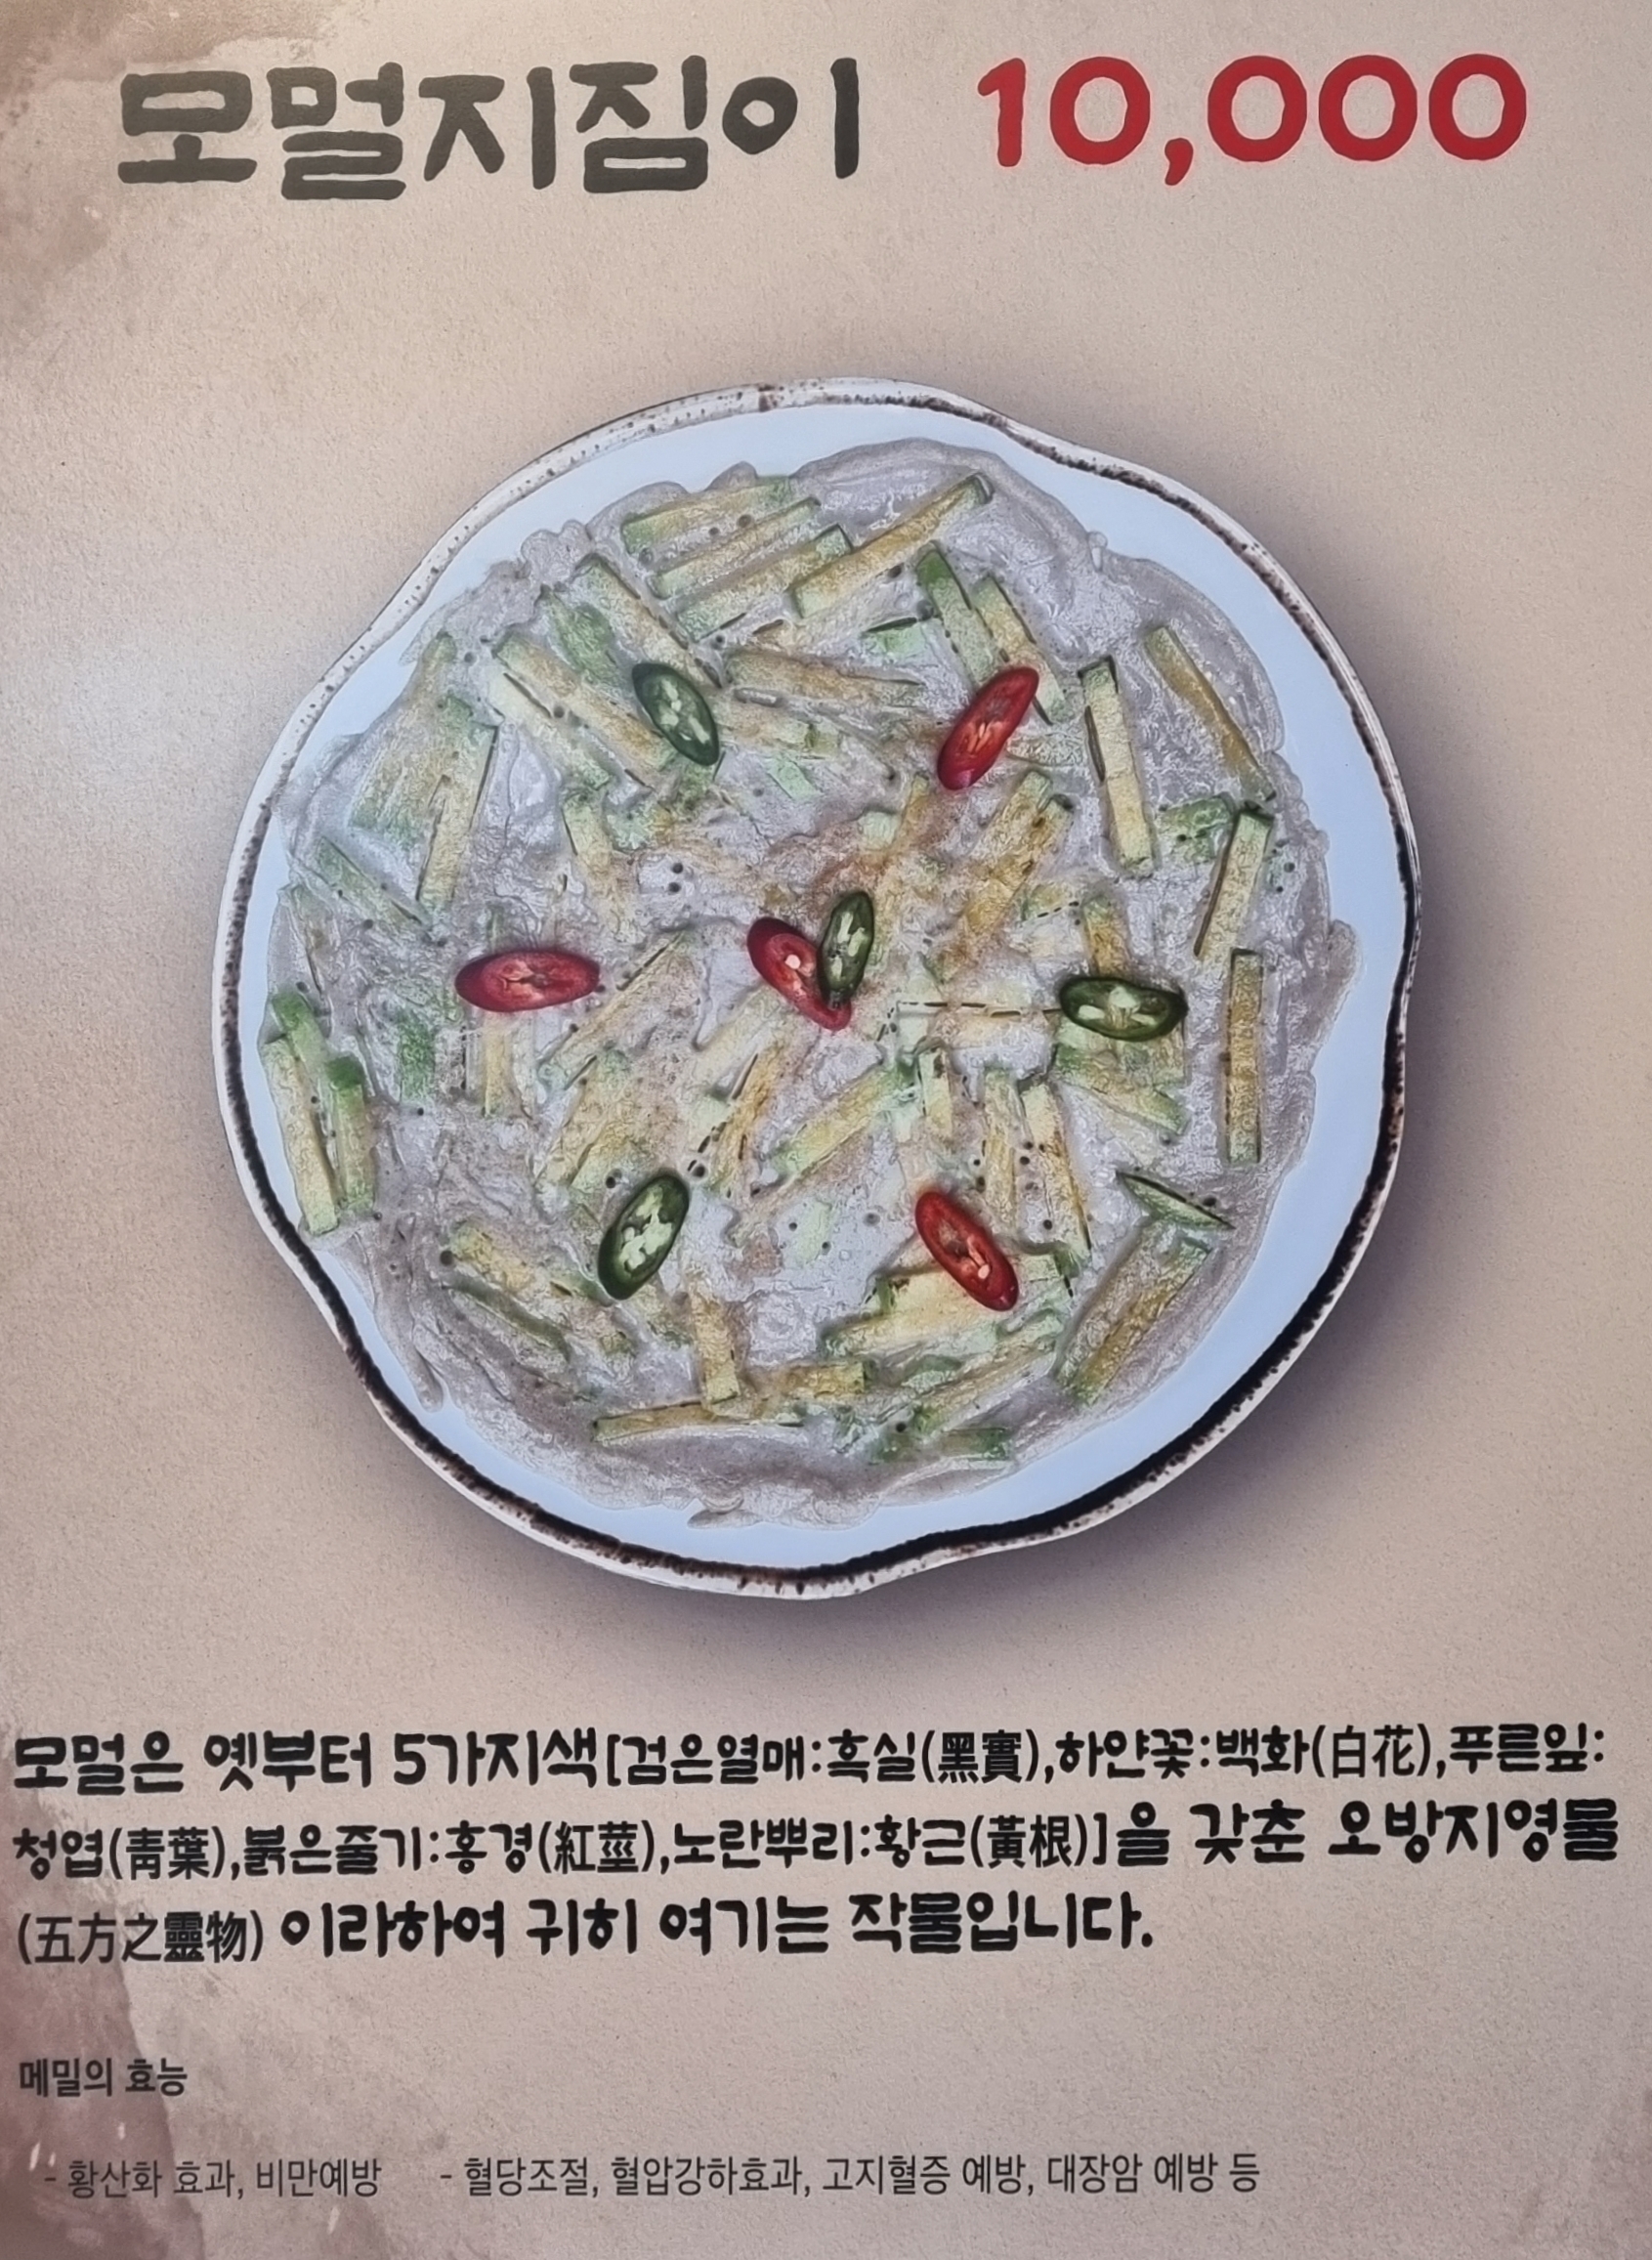 모멀지짐이 10,000
모멀은 옛부터 5가지색[검은열매:흑실(黑實),하얀꽃:백화(白花),푸른잎:
청엽(靑葉),붉은줄기:홍경(紅莖),노란뿌리:황근(黃根)]을 갖춘 오방지영물
(五方之靈物) 이라하여 귀히 여기는 작물입니다.
메밀의 효능
- 황산화 효과, 비만예방 - 혈당조절, 혈압강하효과, 고지혈증 예방, 대장암 예방 등